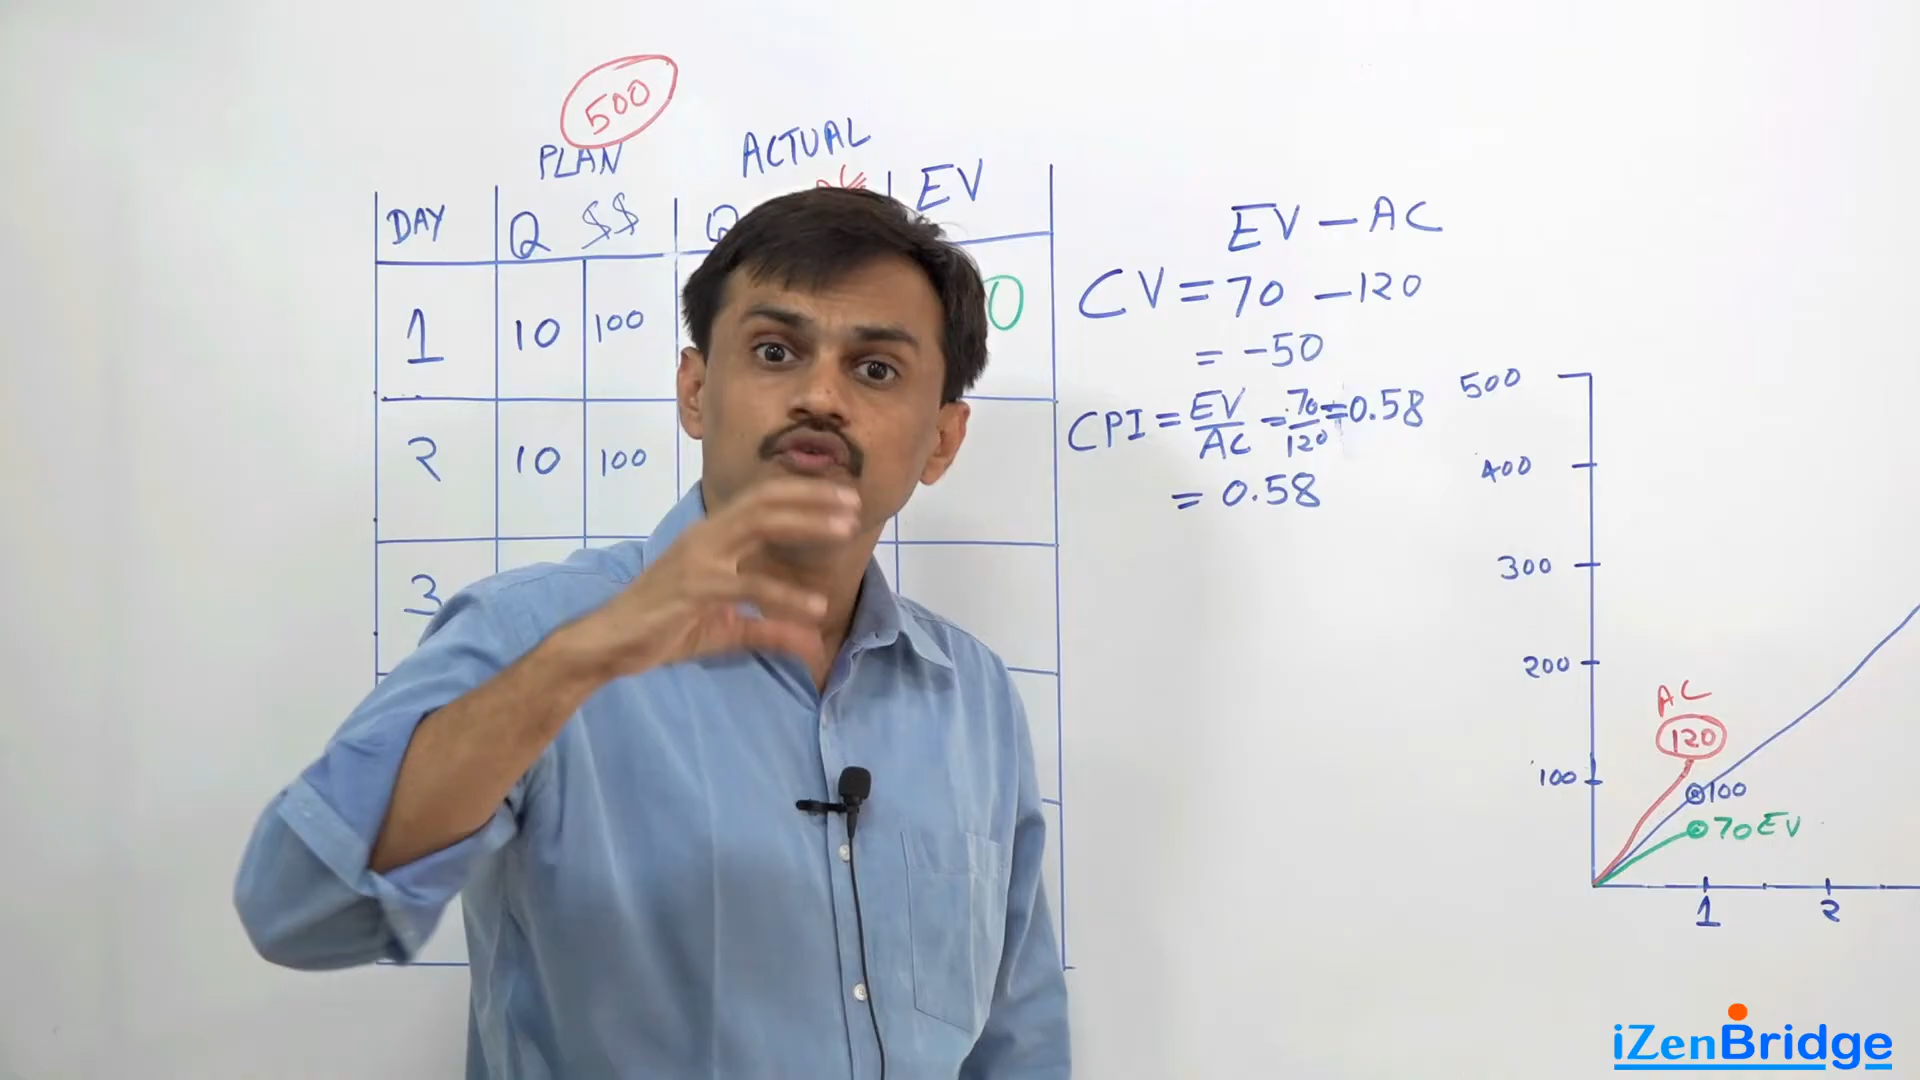 500
PLAN
ACTUAL
DAY
Q $$
Q
EV
1 10 100
0
2 10 100
3
EV - AC
CV = 70 - 120
= -50
CPI = EV/AC = 70/120 = 0.58
= 0.58
500
400
300
200
100
AC
120
100
70 EV
1 2
iZenBridge